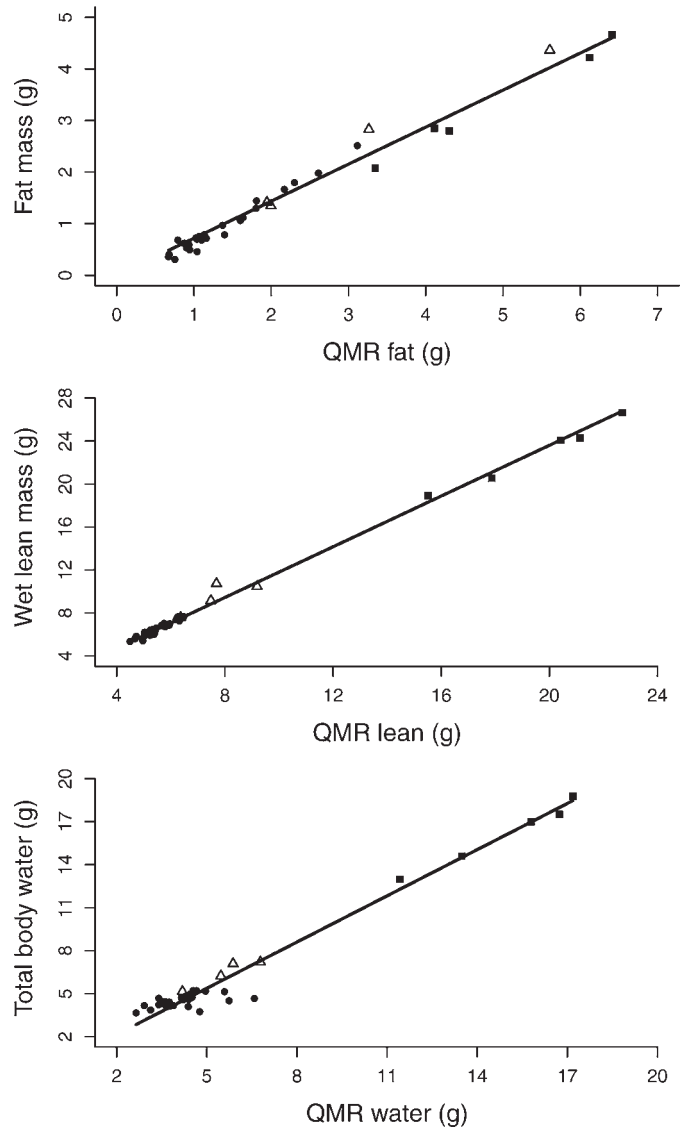 5
4
3
2
1
0
Fat mass (g)
0 1 2 3 4 5 6 7
QMR fat (g)
28
24
20
16
12
8
4
Wet lean mass (g)
4 8 12 16 20 24
QMR lean (g)
20
17
14
11
8
5
2
Total body water (g)
2 5 8 11 14 17 20
QMR water (g)